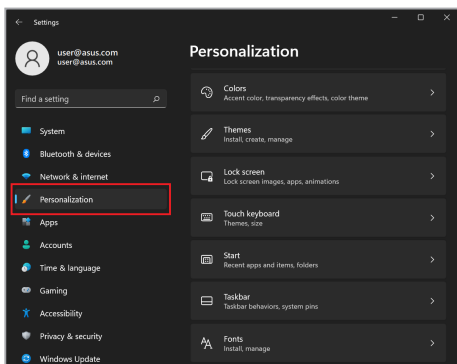 Settings
user@asus.com
user@asus.com
Find a setting
System
Bluetooth & devices
Network & internet
Personalization
Apps
Accounts
Time & language
Gaming
Accessibility
Privacy & security
Windows Update
Personalization
Colors
Accent color, transparency effects, color theme
Themes
Install, create, manage
Lock screen
Lock screen images, apps, animations
Touch keyboard
Themes, size
Start
Recent apps and items, folders
Taskbar
Taskbar behaviors, system pins
Fonts
Install, manage